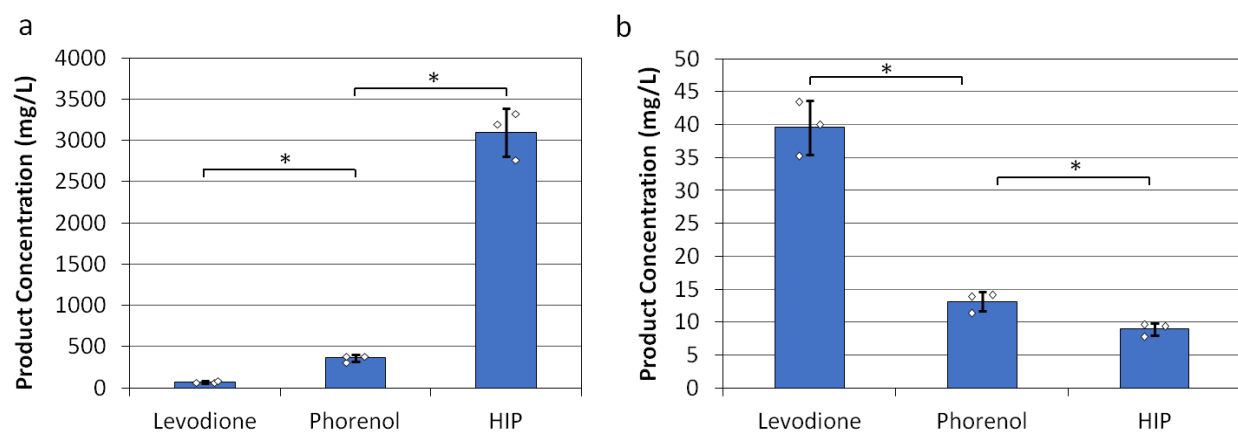 a
Product Concentration (mg/L)
4000
3500
3000
2500
2000
1500
1000
500
0
*
*
Levodione
Phorenol
HIP
b
Product Concentration (mg/L)
50
45
40
35
30
25
20
15
10
5
0
*
*
Levodione
Phorenol
HIP